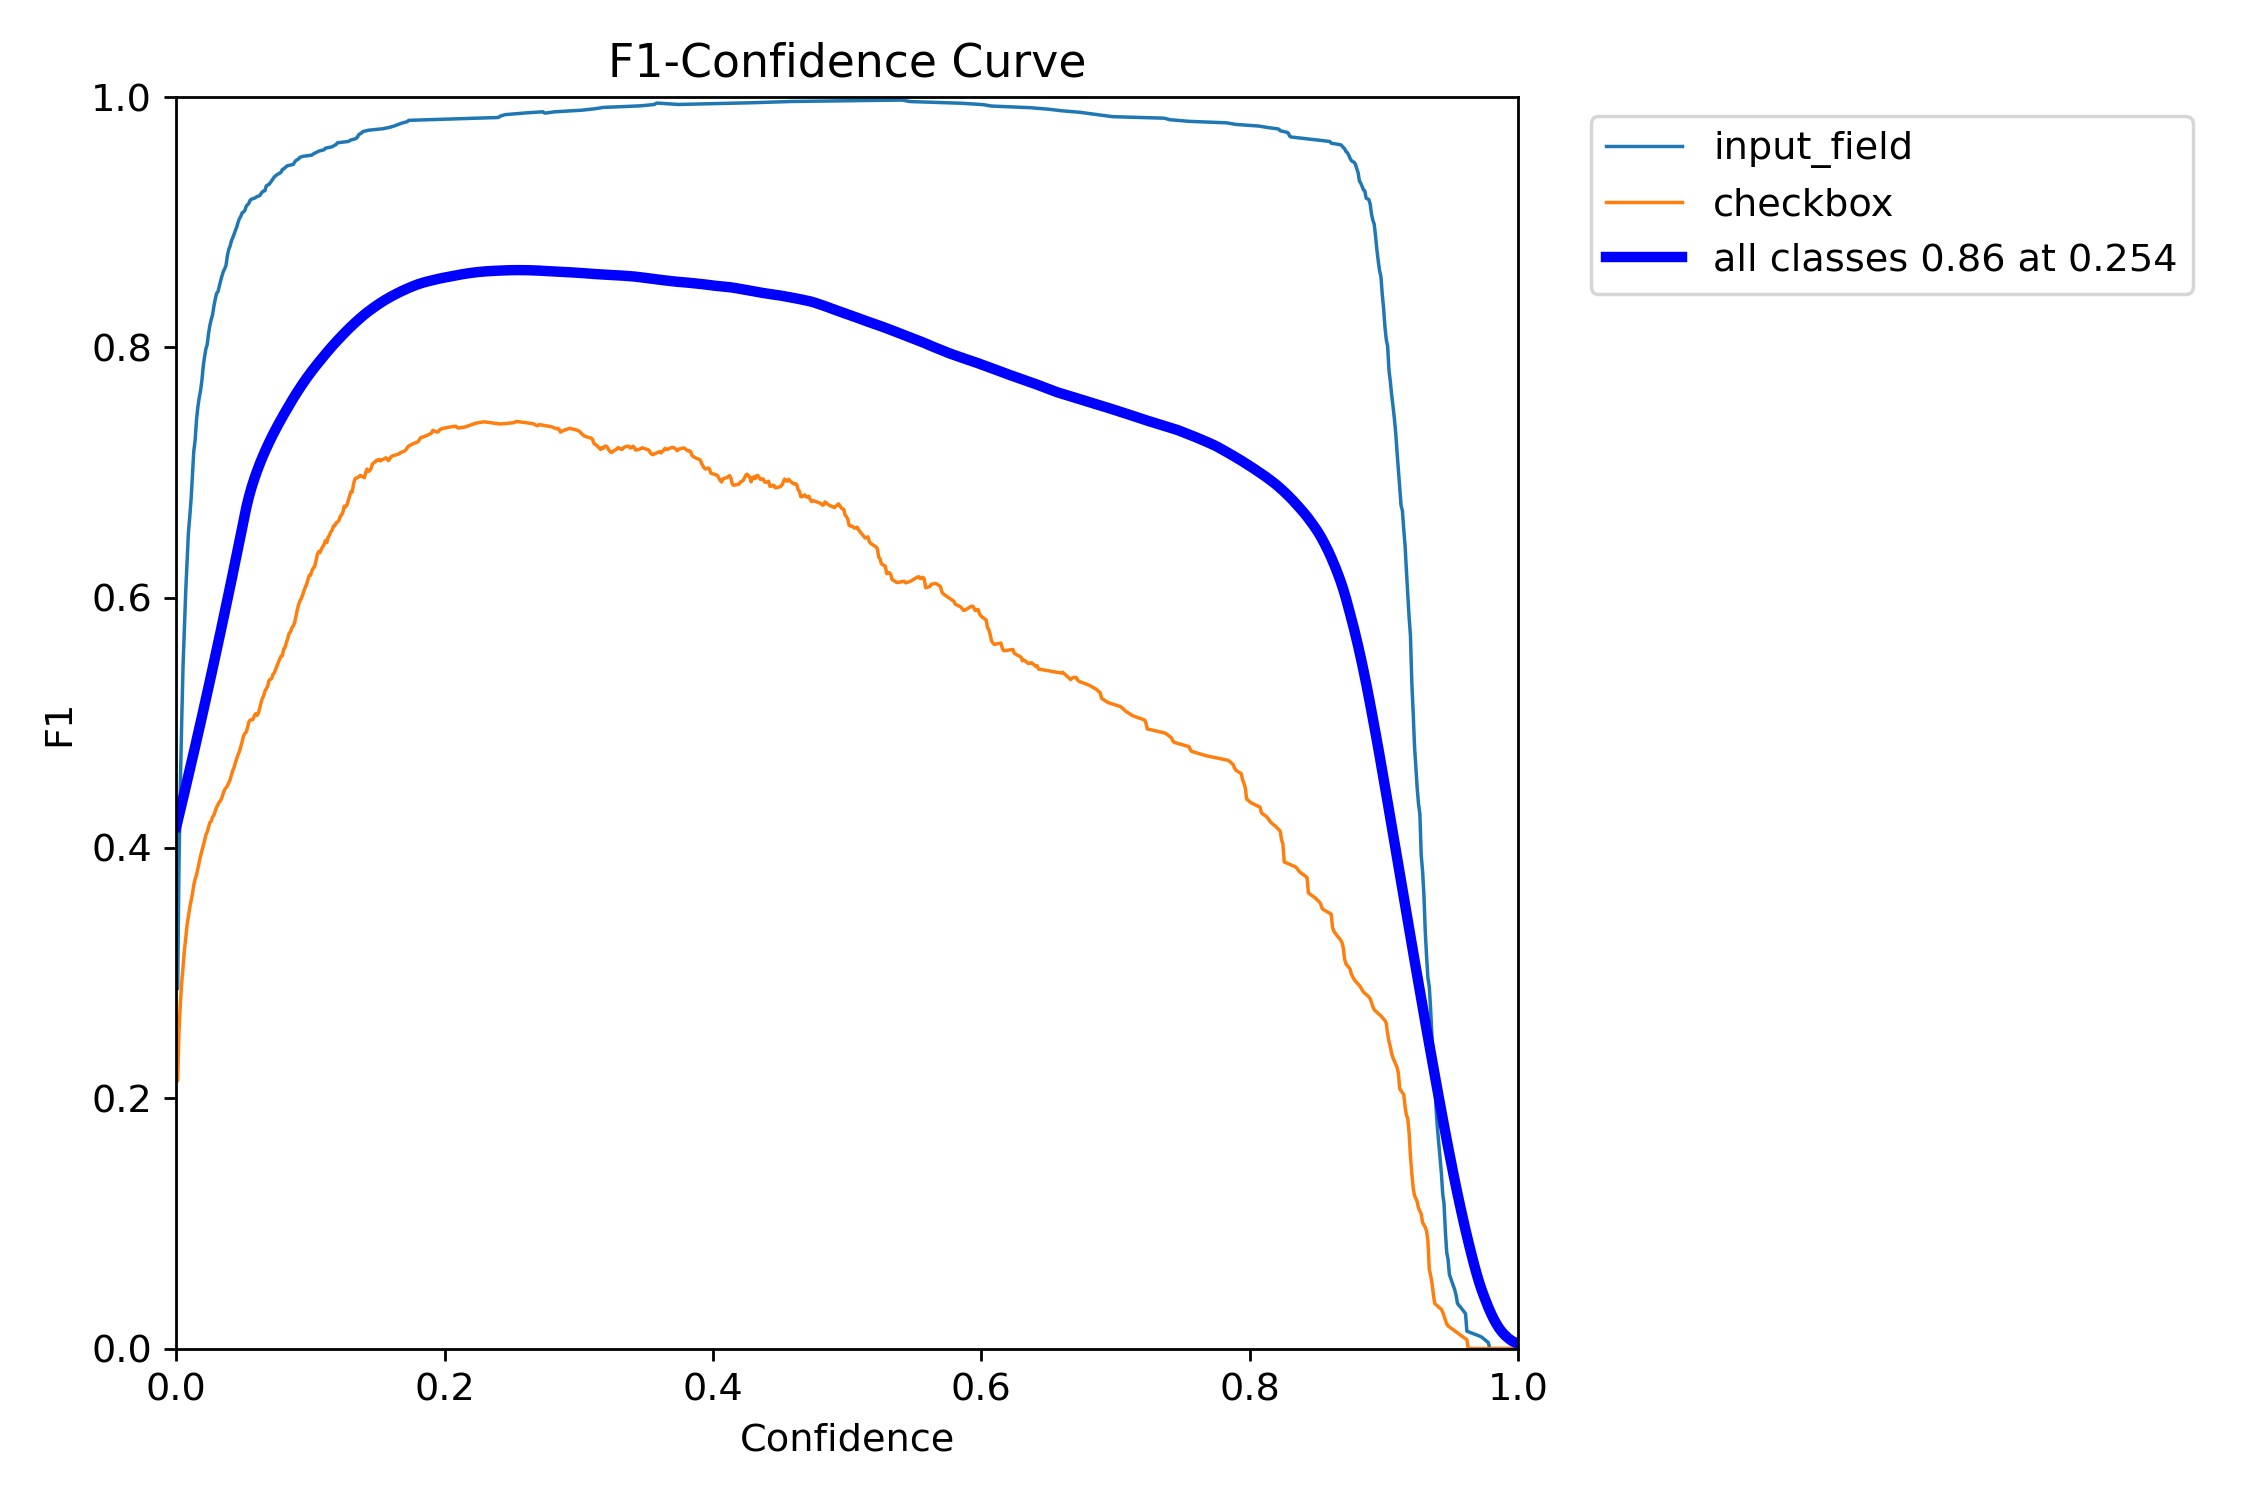 F1-Confidence Curve
1.0
0.8
0.6
0.4
0.2
0.0
F1
0.0 0.2 0.4 0.6 0.8 1.0
Confidence
input_field
checkbox
all classes 0.86 at 0.254